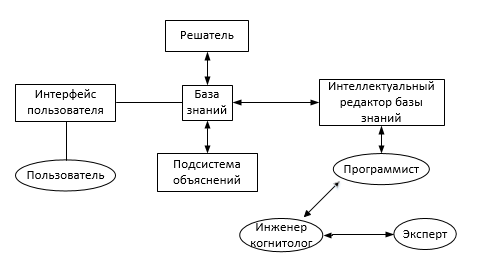 Решатель
Интерфейс
пользователя
База
знаний
Интеллектуальный
редактор базы
знаний
Пользователь
Подсистема
объяснений
Программист
Инженер
когнитолог
Эксперт